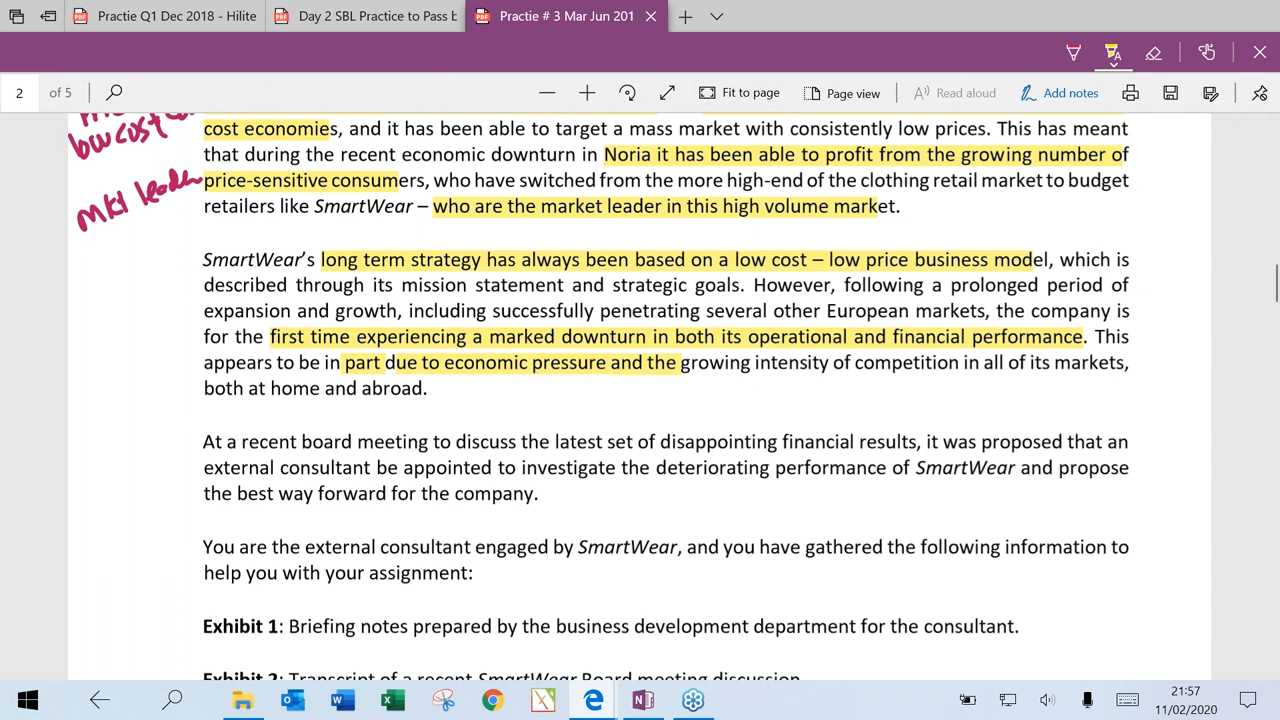 Practie Q1 Dec 2018 - Hilite
Day 2 SBL Practice to Pass b
Practie # 3 Mar Jun 201
2 of 5
Fit to page
Page view
Read aloud
Add notes
low cost
cost economies, and it has been able to target a mass market with consistently low prices. This has meant
that during the recent economic downturn in Noria it has been able to profit from the growing number of
mkt leader
price-sensitive consumers, who have switched from the more high-end of the clothing retail market to budget
retailers like SmartWear – who are the market leader in this high volume market.
SmartWear's long term strategy has always been based on a low cost – low price business model, which is
described through its mission statement and strategic goals. However, following a prolonged period of
expansion and growth, including successfully penetrating several other European markets, the company is
for the first time experiencing a marked downturn in both its operational and financial performance. This
appears to be in part due to economic pressure and the growing intensity of competition in all of its markets,
both at home and abroad.
At a recent board meeting to discuss the latest set of disappointing financial results, it was proposed that an
external consultant be appointed to investigate the deteriorating performance of SmartWear and propose
the best way forward for the company.
You are the external consultant engaged by SmartWear, and you have gathered the following information to
help you with your assignment:
Exhibit 1: Briefing notes prepared by the business development department for the consultant.
Exhibit 2: Transcript of a recent SmartWear Board meeting discussion
21:57
11/02/2020